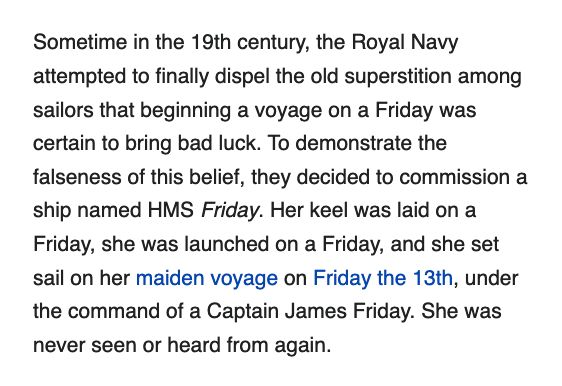 Sometime in the 19th century, the Royal Navy
attempted to finally dispel the old superstition among
sailors that beginning a voyage on a Friday was
certain to bring bad luck. To demonstrate the
falseness of this belief, they decided to commission a
ship named HMS Friday. Her keel was laid on a
Friday, she was launched on a Friday, and she set
sail on her maiden voyage on Friday the 13th, under
the command of a Captain James Friday. She was
never seen or heard from again.